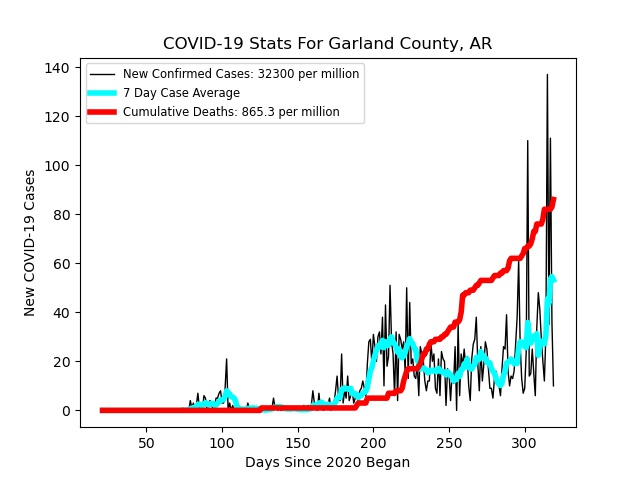 COVID-19 Stats For Garland County, AR
New Confirmed Cases: 32300 per million
7 Day Case Average
Cumulative Deaths: 865.3 per million
New COVID-19 Cases
140
120
100
80
60
40
20
0
50 100 150 200 250 300
Days Since 2020 Began